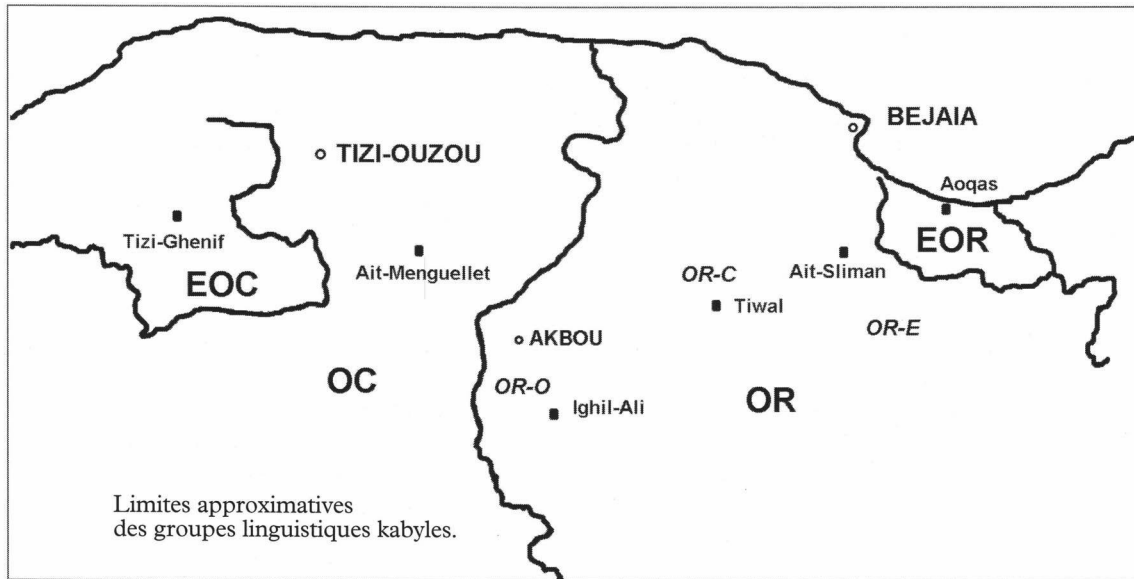 BEJAIA
TIZI-OUZOU
Aoqas
Tizi-Ghenif
EOR
Ait-Menguellet
Ait-Sliman
OR-C
EOC
Tiwal
OR-E
AKBOU
OC
OR-O
OR
Ighil-Ali
Limites approximatives
des groupes linguistiques kabyles.